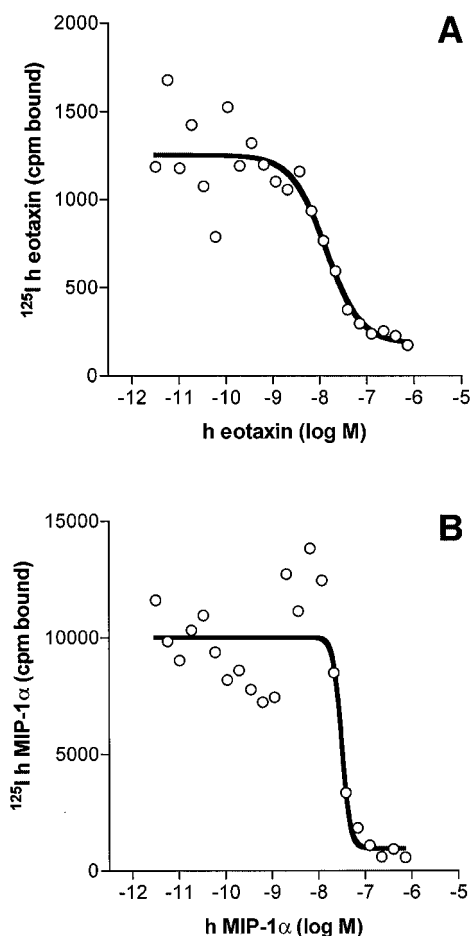 A
2000
1500
1000
500
0
¹²⁵I h eotaxin (cpm bound)
-12 -11 -10 -9 -8 -7 -6 -5
h eotaxin (log M)
B
15000
10000
5000
0
¹²⁵I h MIP-1α (cpm bound)
-12 -11 -10 -9 -8 -7 -6 -5
h MIP-1α (log M)